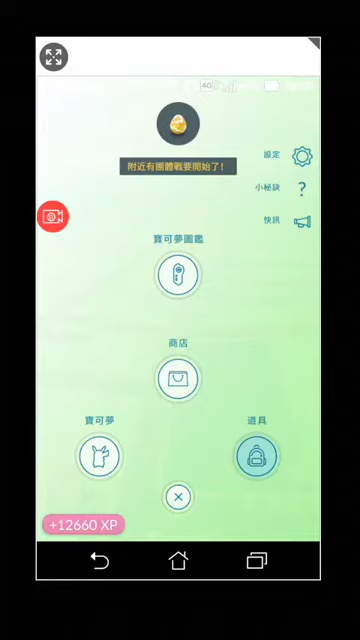 4G
附近有團體戰要開始了！
設定
小秘訣
?
快訊
寶可夢圖鑑
商店
寶可夢
道具
+12660 XP